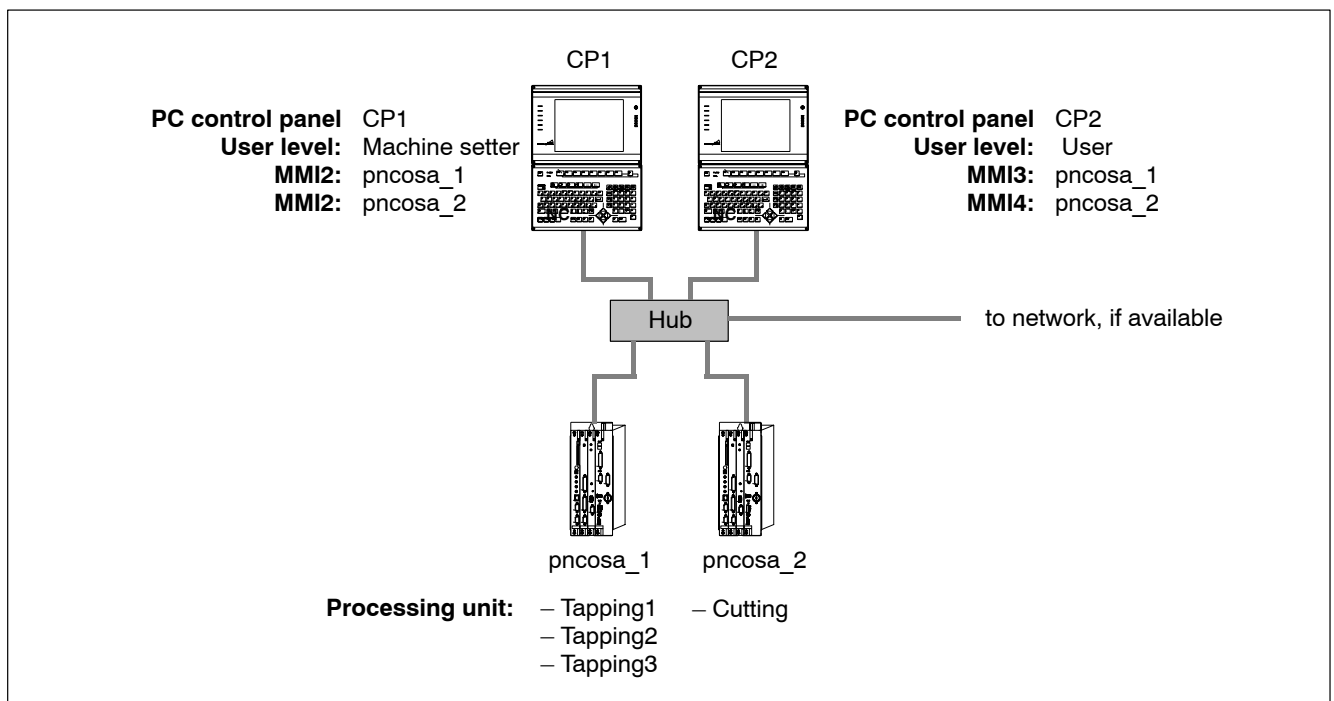 CP1
CP2
PC control panel CP1
User level: Machine setter
MMI2: pncosa_1
MMI2: pncosa_2
PC control panel CP2
User level: User
MMI3: pncosa_1
MMI4: pncosa_2
NC
NC
Hub
to network, if available
pncosa_1
pncosa_2
Processing unit:
– Tapping1
– Tapping2
– Tapping3
– Cutting